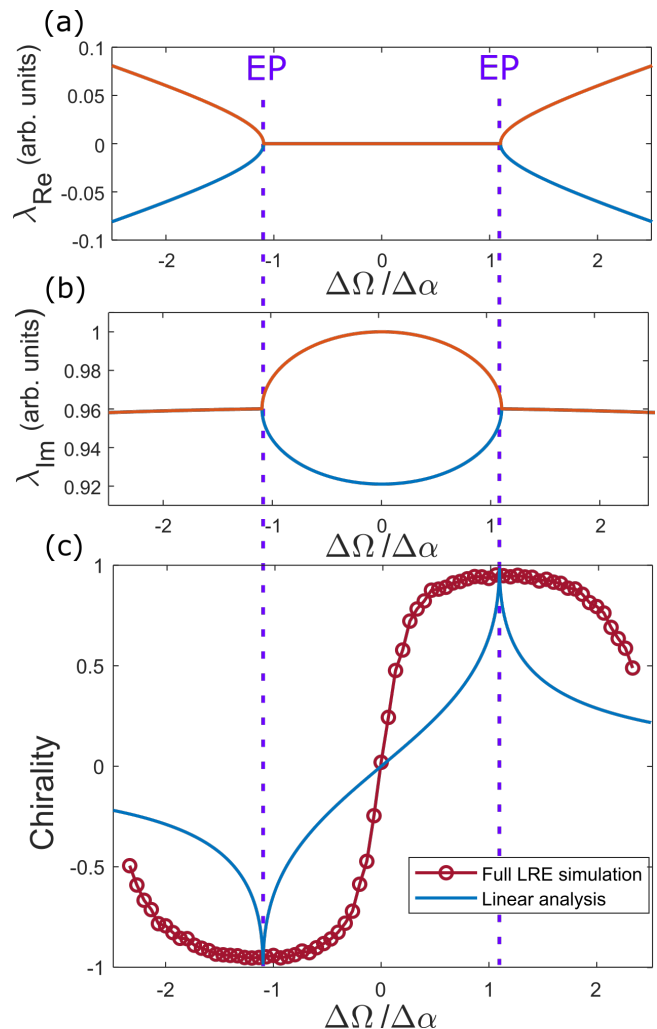 (a)
0.1
0.05
0
-0.05
-0.1
λRe (arb. units)
EP
EP
-2
-1
0
1
2
ΔΩ/Δα
(b)
1
0.98
0.96
0.94
0.92
λIm (arb. units)
-2
-1
0
1
2
ΔΩ/Δα
(c)
1
0.5
0
-0.5
-1
Chirality
Full LRE simulation
Linear analysis
-2
-1
0
1
2
ΔΩ/Δα